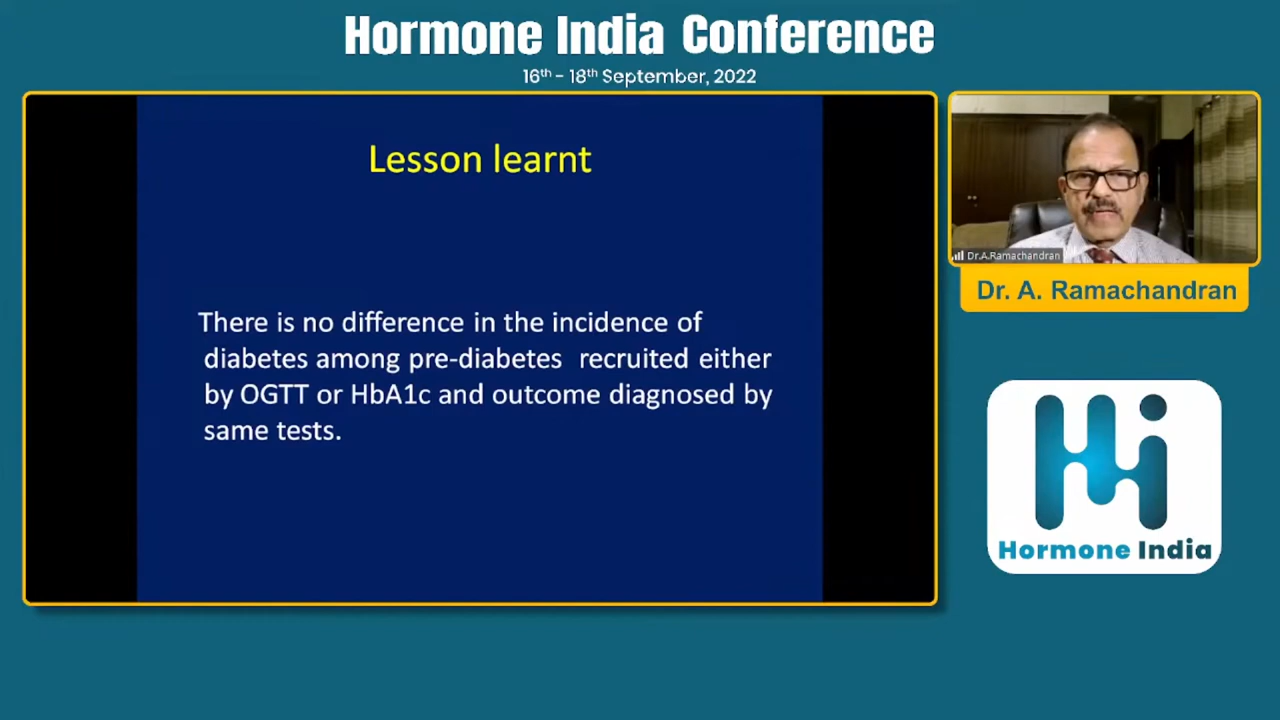 Hormone India Conference
16th - 18th September, 2022
Lesson learnt
There is no difference in the incidence of
diabetes among pre-diabetes recruited either
by OGTT or HbA1c and outcome diagnosed by
same tests.
Dr.A.Ramachandran
Dr. A. Ramachandran
Hi
Hormone India